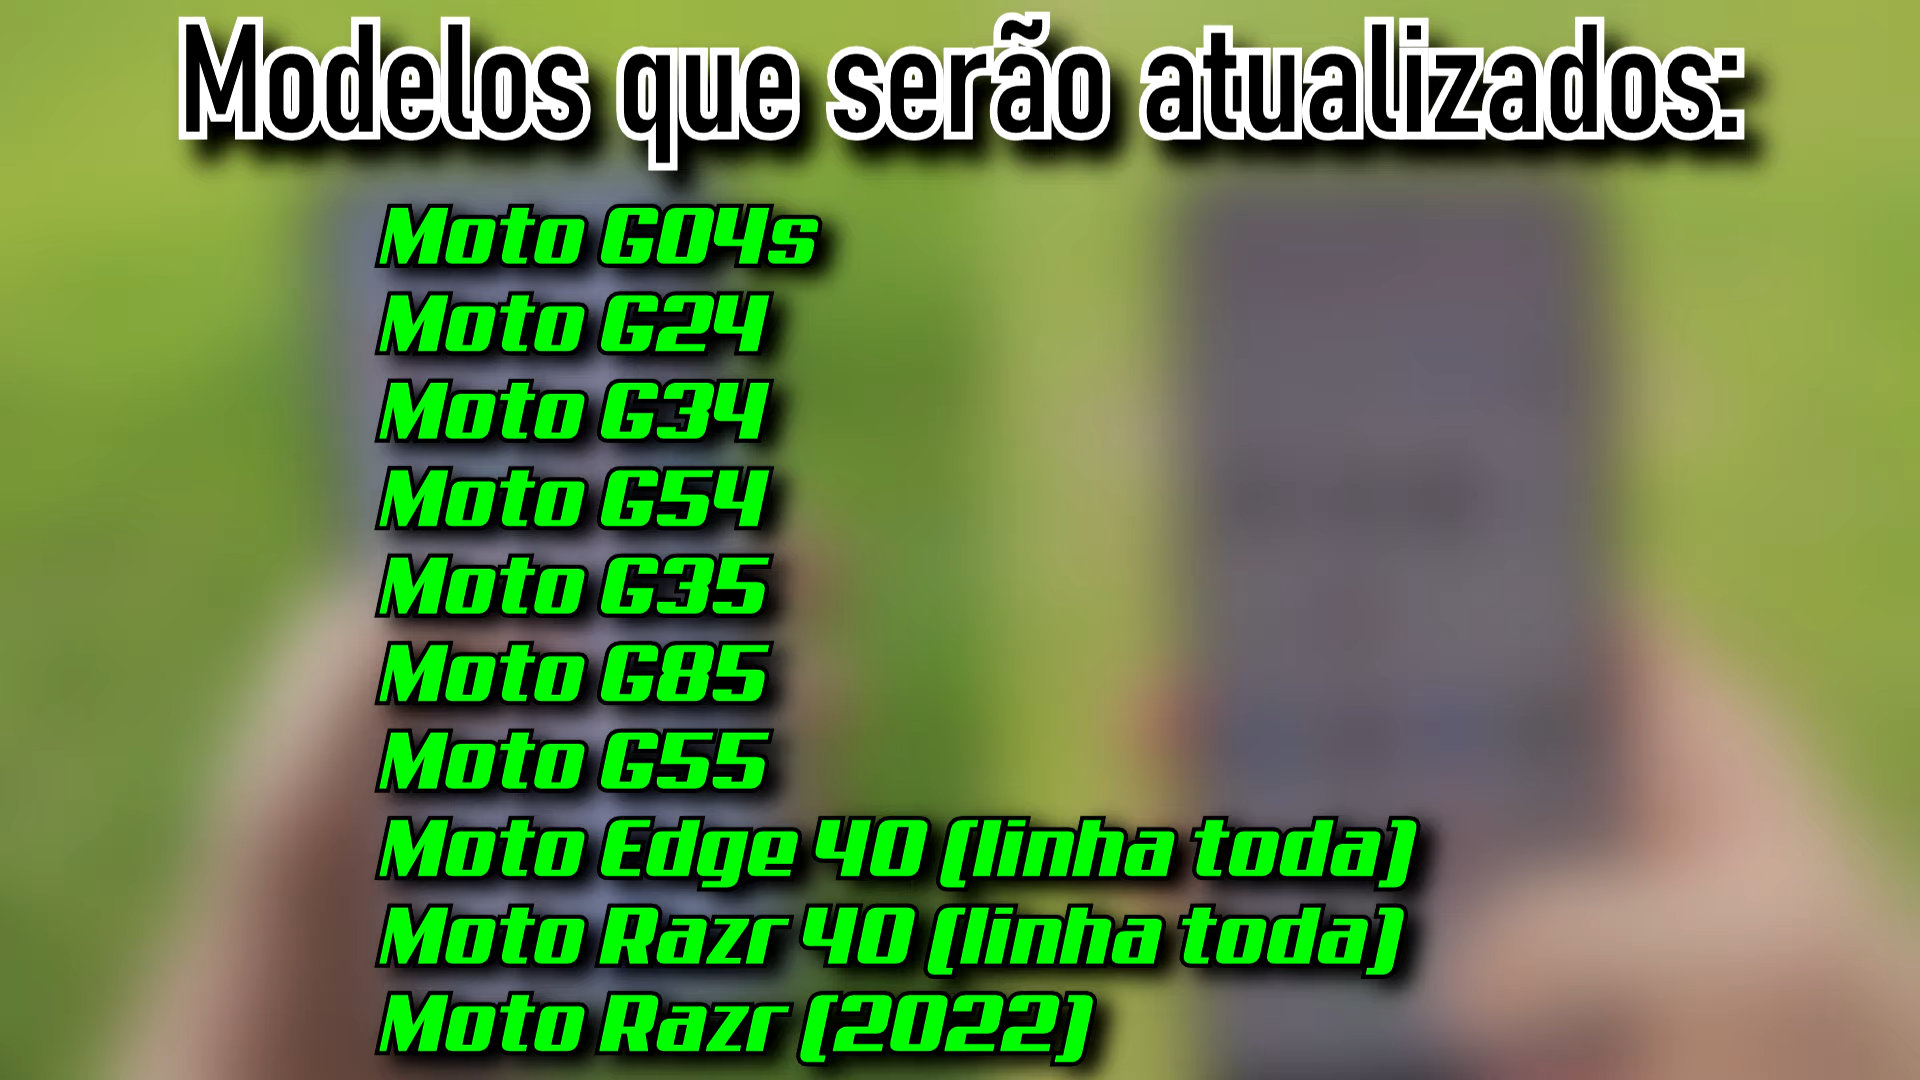 Modelos que serão atualizados:
Moto G04s
Moto G24
Moto G34
Moto G54
Moto G35
Moto G85
Moto G55
Moto Edge 40 (linha toda)
Moto Razr 40 (linha toda)
Moto Razr (2022)